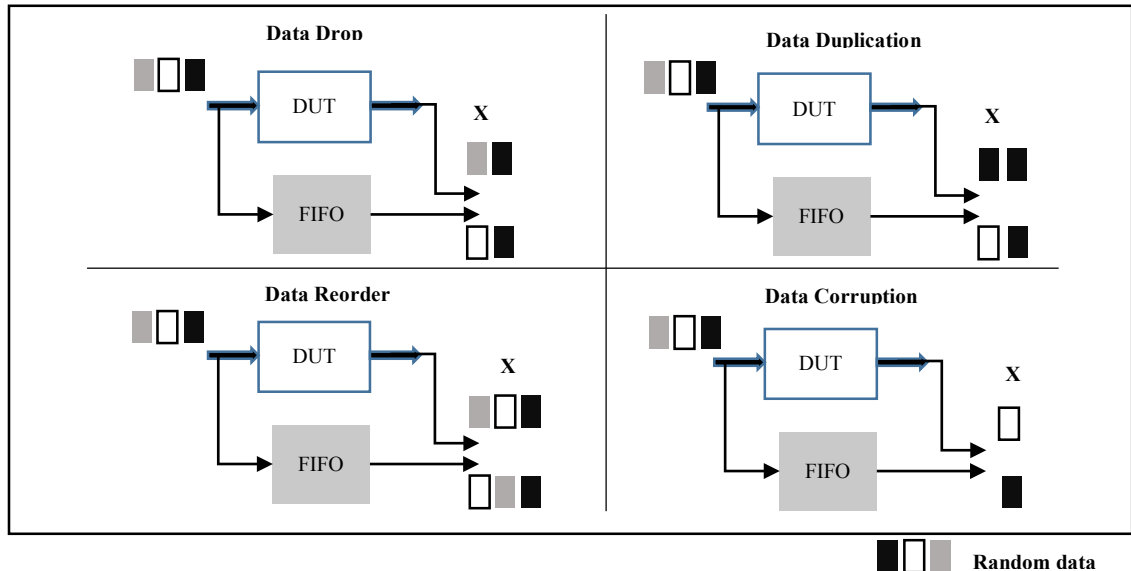 Data Drop
DUT
X
FIFO
Data Duplication
DUT
X
FIFO
Data Reorder
DUT
X
FIFO
Data Corruption
DUT
X
FIFO
Random data